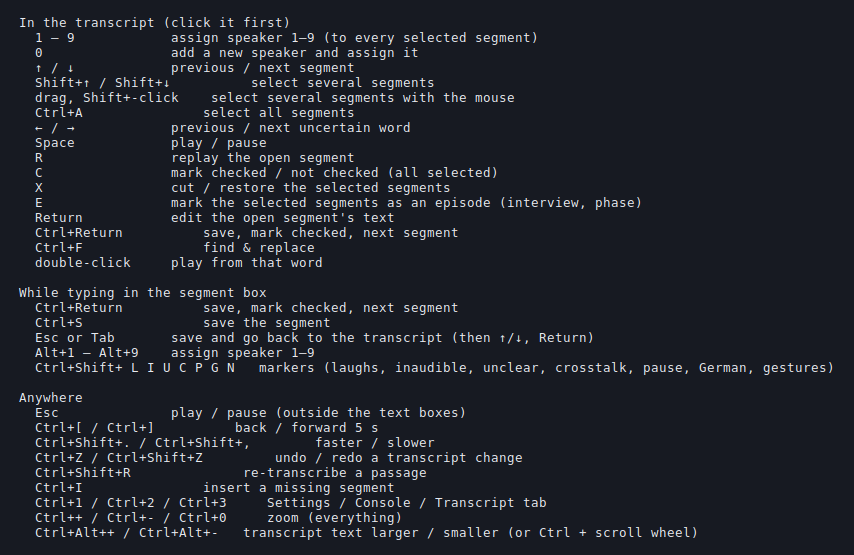 In the transcript (click it first)
  1 – 9            assign speaker 1–9 (to every selected segment)
  0                add a new speaker and assign it
  ↑ / ↓            previous / next segment
  Shift+↑ / Shift+↓          select several segments
  drag, Shift+-click    select several segments with the mouse
  Ctrl+A               select all segments
  ← / →            previous / next uncertain word
  Space            play / pause
  R                replay the open segment
  C                mark checked / not checked (all selected)
  X                cut / restore the selected segments
  E                mark the selected segments as an episode (interview, phase)
  Return           edit the open segment's text
  Ctrl+Return          save, mark checked, next segment
  Ctrl+F               find & replace
  double-click     play from that word

While typing in the segment box
  Ctrl+Return          save, mark checked, next segment
  Ctrl+S               save the segment
  Esc or Tab       save and go back to the transcript (then ↑/↓, Return)
  Alt+1 – Alt+9    assign speaker 1–9
  Ctrl+Shift+ L I U C P G N   markers (laughs, inaudible, unclear, crosstalk, pause, German, gestures)

Anywhere
  Esc              play / pause (outside the text boxes)
  Ctrl+[ / Ctrl+]          back / forward 5 s
  Ctrl+Shift+. / Ctrl+Shift+,        faster / slower
  Ctrl+Z / Ctrl+Shift+Z         undo / redo a transcript change
  Ctrl+Shift+R              re-transcribe a passage
  Ctrl+I               insert a missing segment
  Ctrl+1 / Ctrl+2 / Ctrl+3     Settings / Console / Transcript tab
  Ctrl++ / Ctrl+- / Ctrl+0     zoom (everything)
  Ctrl+Alt++ / Ctrl+Alt+-   transcript text larger / smaller (or Ctrl + scroll wheel)